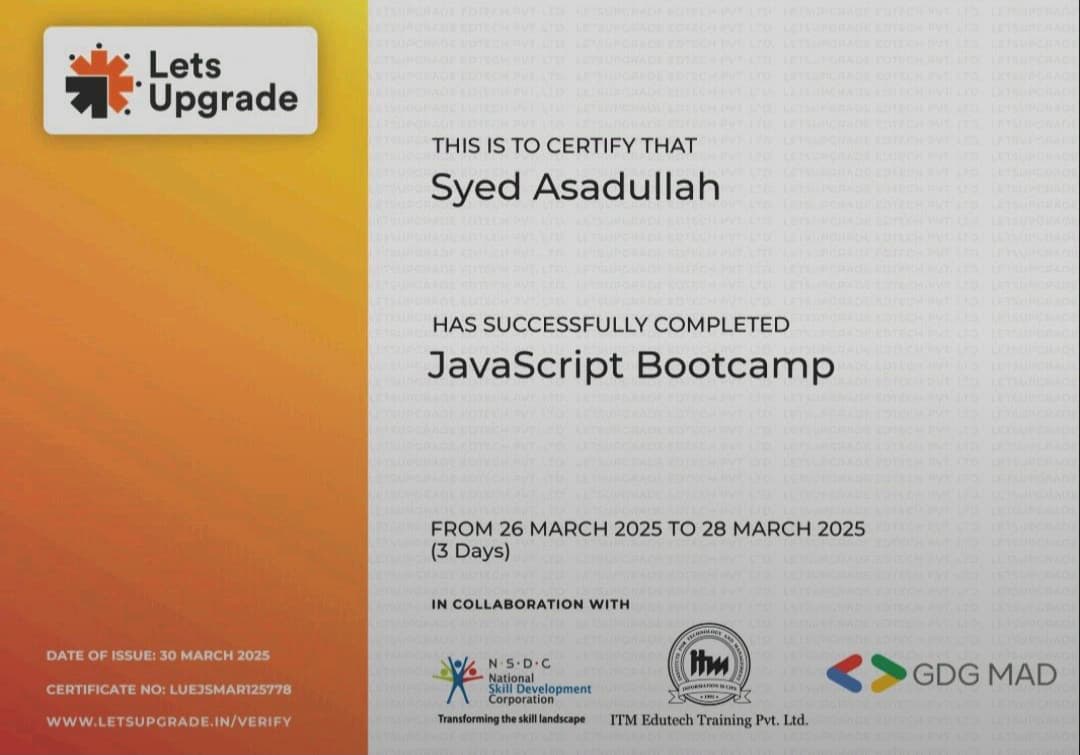 Lets
Upgrade
THIS IS TO CERTIFY THAT
Syed Asadullah
HAS SUCCESSFULLY COMPLETED
JavaScript Bootcamp
FROM 26 MARCH 2025 TO 28 MARCH 2025
(3 Days)
IN COLLABORATION WITH
N·S·D·C
National
Skill Development
Corporation
Transforming the skill landscape
itm
ITM Edutech Training Pvt. Ltd.
GDG MAD
DATE OF ISSUE: 30 MARCH 2025
CERTIFICATE NO: LUEJSMAR125778
WWW.LETSUPGRADE.IN/VERIFY